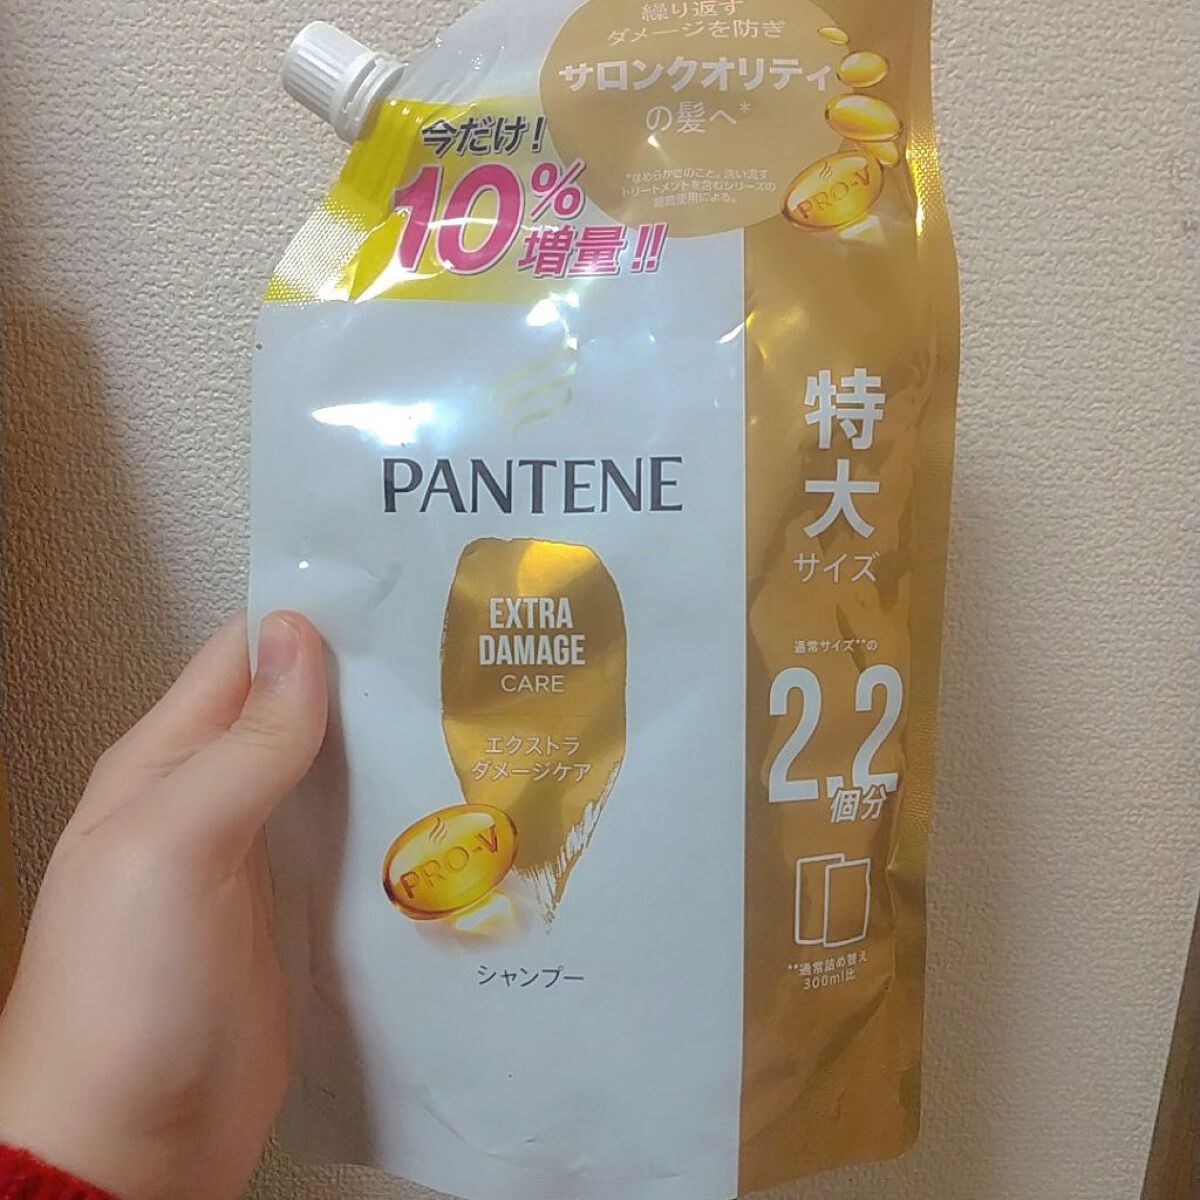 繰り返す
ダメージを防ぎ
サロンクオリティ
の髪へ*
*なめらかさのこと。洗い流す
トリートメントを含むシリーズの
継続使用による。
PRO-V
今だけ!
10%
増量!!
PANTENE
EXTRA
DAMAGE
CARE
エクストラ
ダメージケア
PRO-V
シャンプー
特大
サイズ
通常サイズ**の
2.2
個分
**通常詰め替え
300ml比